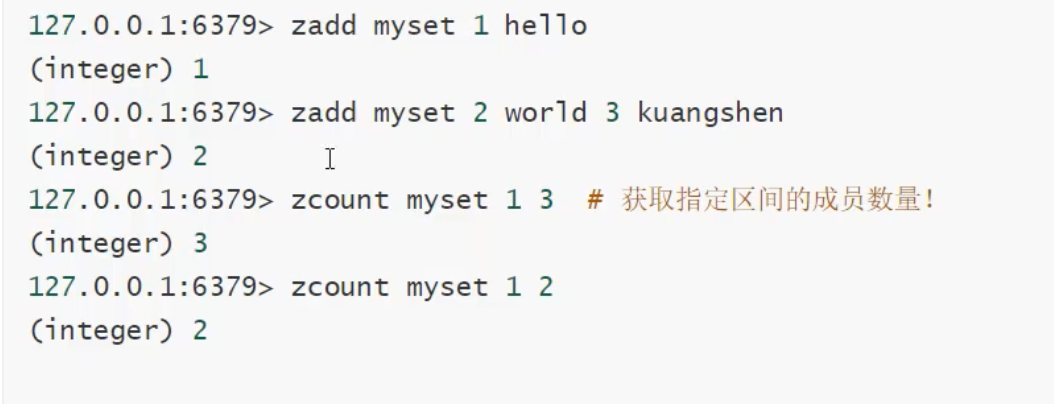 127.0.0.1:6379> zadd myset 1 hello
(integer) 1
127.0.0.1:6379> zadd myset 2 world 3 kuangshen
(integer) 2
127.0.0.1:6379> zcount myset 1 3  # 获取指定区间的成员数量！
(integer) 3
127.0.0.1:6379> zcount myset 1 2
(integer) 2